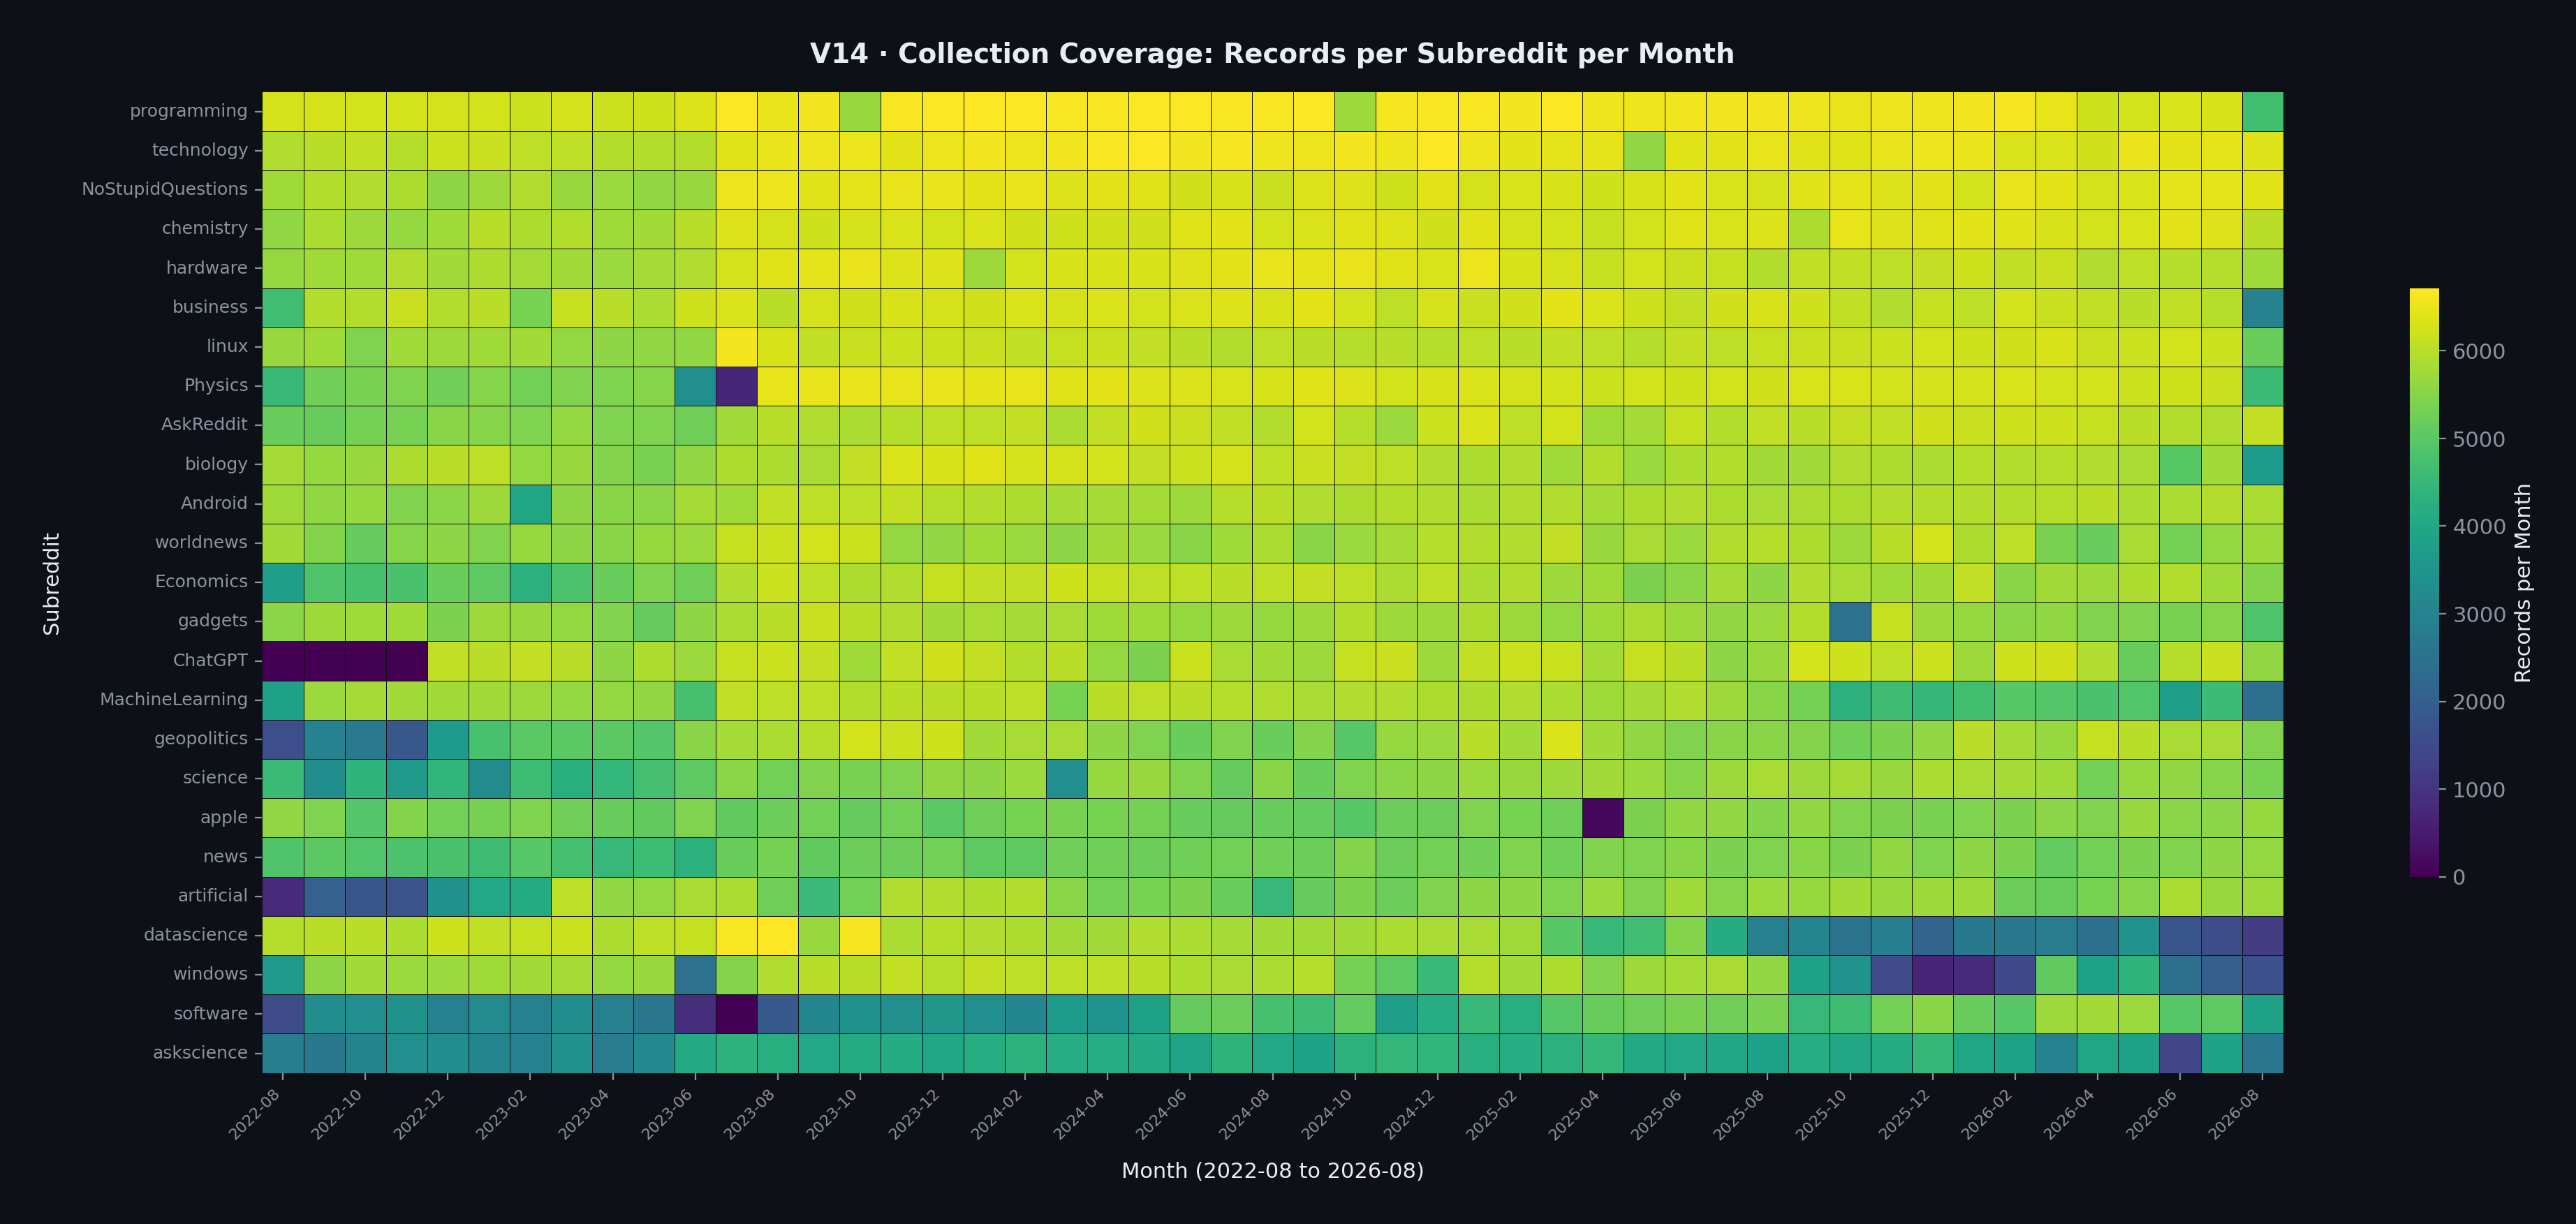 V14 · Collection Coverage: Records per Subreddit per Month
Subreddit
programming
technology
NoStupidQuestions
chemistry
hardware
business
linux
Physics
AskReddit
biology
Android
worldnews
Economics
gadgets
ChatGPT
MachineLearning
geopolitics
science
apple
news
artificial
datascience
windows
software
askscience
2022-08
2022-10
2022-12
2023-02
2023-04
2023-06
2023-08
2023-10
2023-12
2024-02
2024-04
2024-06
2024-08
2024-10
2024-12
2025-02
2025-04
2025-06
2025-08
2025-10
2025-12
2026-02
2026-04
2026-06
2026-08
Month (2022-08 to 2026-08)
6000
5000
4000
3000
2000
1000
0
Records per Month